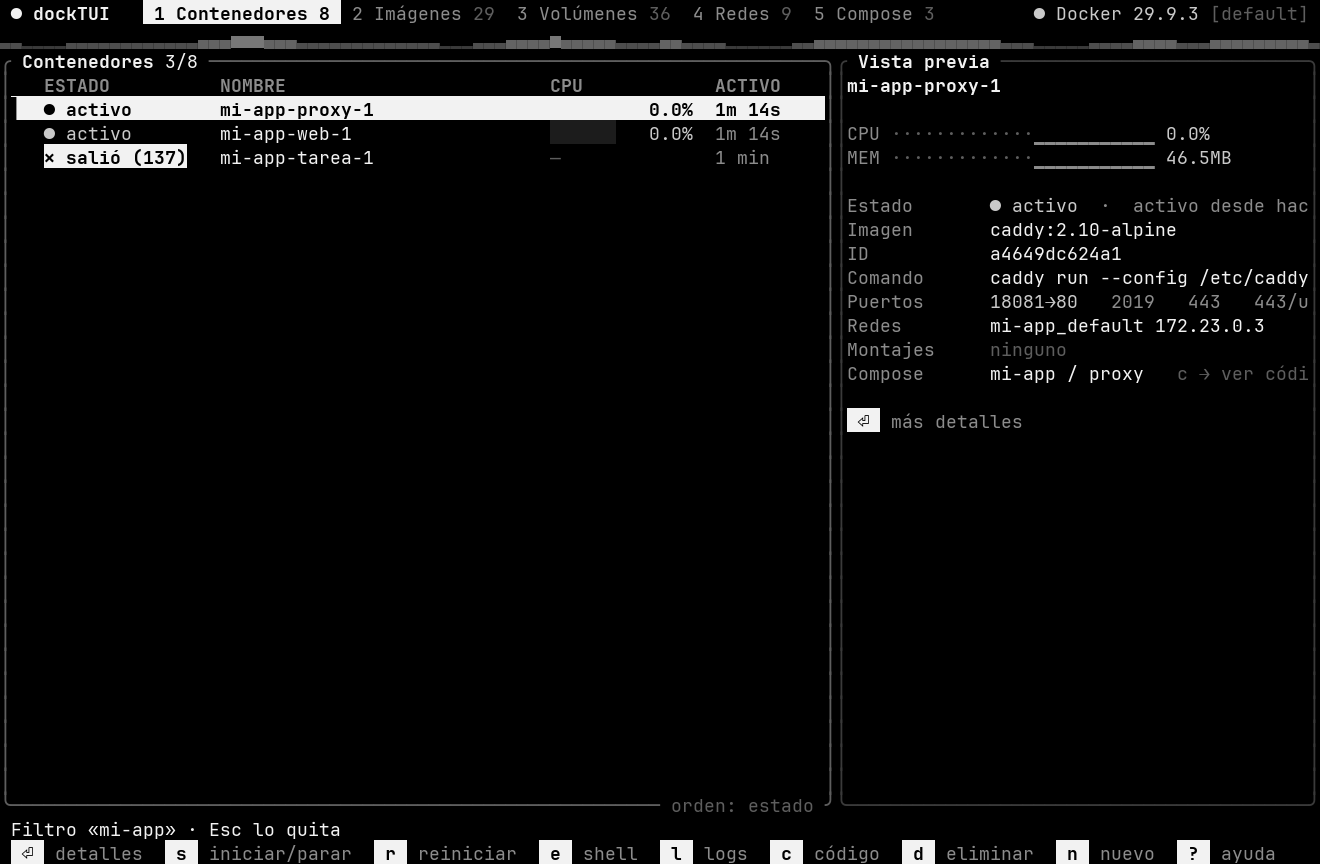 ● dockTUI 1 Contenedores 8 2 Imágenes 29 3 Volúmenes 36 4 Redes 9 5 Compose 3 ● Docker 29.9.3 [default]
Contenedores 3/8
ESTADO NOMBRE CPU ACTIVO
● activo mi-app-proxy-1 0.0% 1m 14s
● activo mi-app-web-1 0.0% 1m 14s
× salió (137) mi-app-tarea-1 — 1 min
orden: estado
Vista previa
mi-app-proxy-1
CPU 0.0%
MEM 46.5MB
Estado ● activo · activo desde hac
Imagen caddy:2.10-alpine
ID a4649dc624a1
Comando caddy run --config /etc/caddy
Puertos 18081→80 2019 443 443/u
Redes mi-app_default 172.23.0.3
Montajes ninguno
Compose mi-app / proxy c → ver códi
⏎ más detalles
Filtro «mi-app» · Esc lo quita
⏎ detalles s iniciar/parar r reiniciar e shell l logs c código d eliminar n nuevo ? ayuda